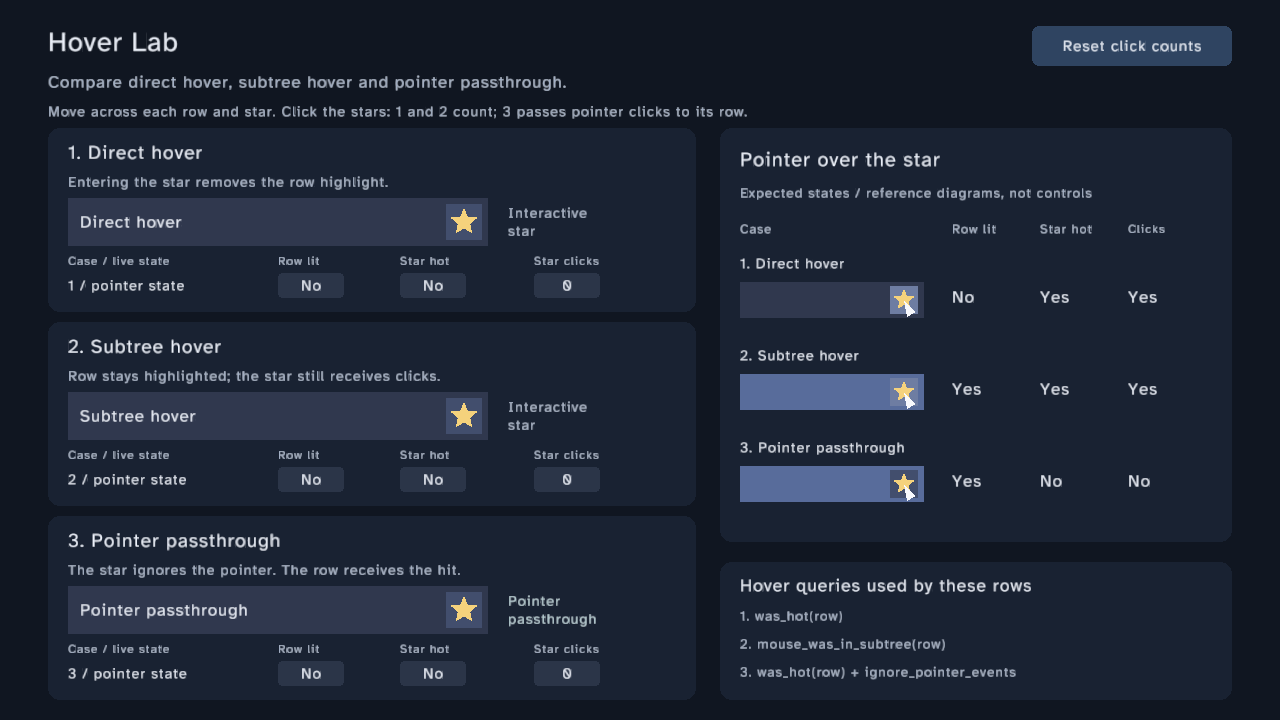 Hover Lab
Reset click counts
Compare direct hover, subtree hover and pointer passthrough.
Move across each row and star. Click the stars: 1 and 2 count; 3 passes pointer clicks to its row.
1. Direct hover
Entering the star removes the row highlight.
Direct hover
Interactive
star
Case / live state Row lit Star hot Star clicks
1 / pointer state No No 0
2. Subtree hover
Row stays highlighted; the star still receives clicks.
Subtree hover
Interactive
star
Case / live state Row lit Star hot Star clicks
2 / pointer state No No 0
3. Pointer passthrough
The star ignores the pointer. The row receives the hit.
Pointer passthrough
Pointer
passthrough
Case / live state Row lit Star hot Star clicks
3 / pointer state No No 0
Pointer over the star
Expected states / reference diagrams, not controls
Case Row lit Star hot Clicks
1. Direct hover
No Yes Yes
2. Subtree hover
Yes Yes Yes
3. Pointer passthrough
Yes No No
Hover queries used by these rows
1. was_hot(row)
2. mouse_was_in_subtree(row)
3. was_hot(row) + ignore_pointer_events